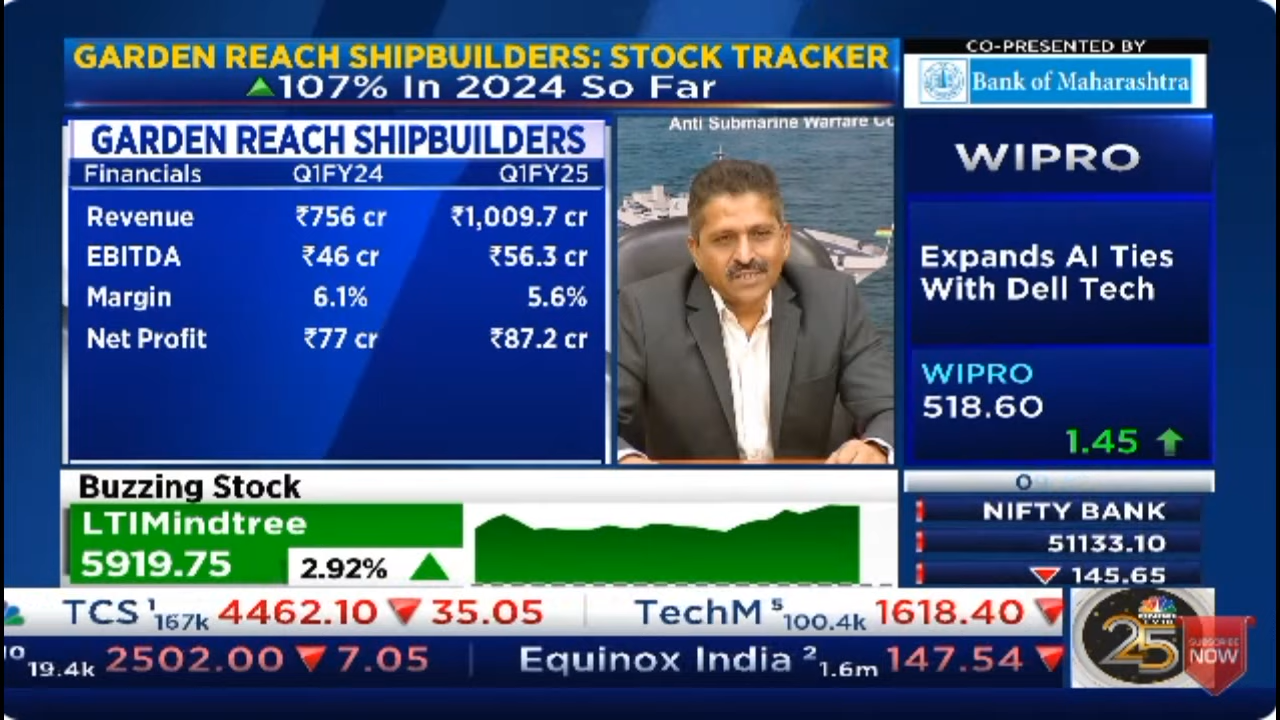 GARDEN REACH SHIPBUILDERS: STOCK TRACKER
107% In 2024 So Far
CO-PRESENTED BY
Bank of Maharashtra
GARDEN REACH SHIPBUILDERS
Financials Q1FY24 Q1FY25
Revenue ₹756 cr ₹1,009.7 cr
EBITDA ₹46 cr ₹56.3 cr
Margin 6.1% 5.6%
Net Profit ₹77 cr ₹87.2 cr
Anti Submarine Warfare
WIPRO
Expands AI Ties
With Dell Tech
WIPRO
518.60
1.45
Buzzing Stock
LTIMindtree
5919.75
2.92%
NIFTY BANK
51133.10
145.65
TCS 1 167k 4462.10 35.05 TechM 5 100.4k 1618.40
19.4k 2502.00 7.05 Equinox India 2 1.6m 147.54
25
SUBSCRIBE
NOW